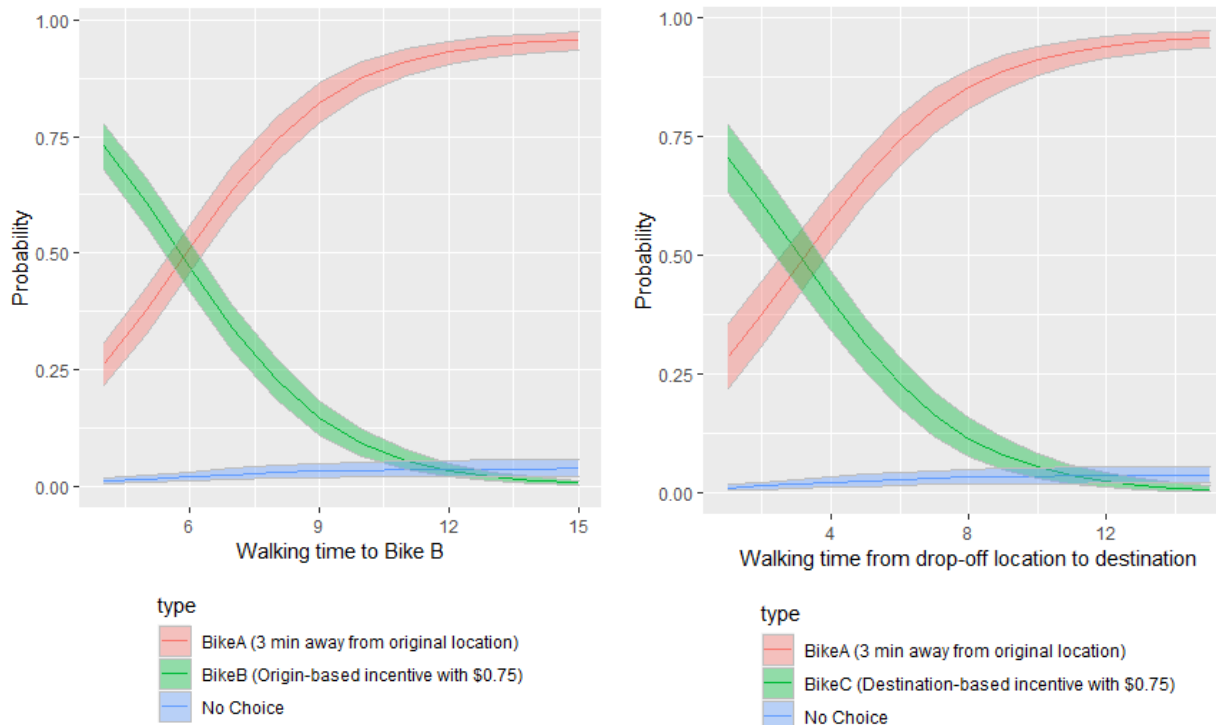 1.00
0.75
0.50
0.25
0.00
Probability
6 9 12 15
Walking time to Bike B
type
BikeA (3 min away from original location)
BikeB (Origin-based incentive with $0.75)
No Choice
1.00
0.75
0.50
0.25
0.00
Probability
4 8 12
Walking time from drop-off location to destination
type
BikeA (3 min away from original location)
BikeC (Destination-based incentive with $0.75)
No Choice